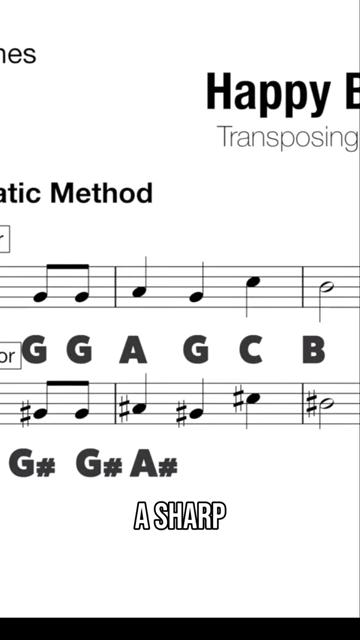 nes
Happy B
Transposing
atic Method
r
G G A G C B
or
G# G# A#
A SHARP